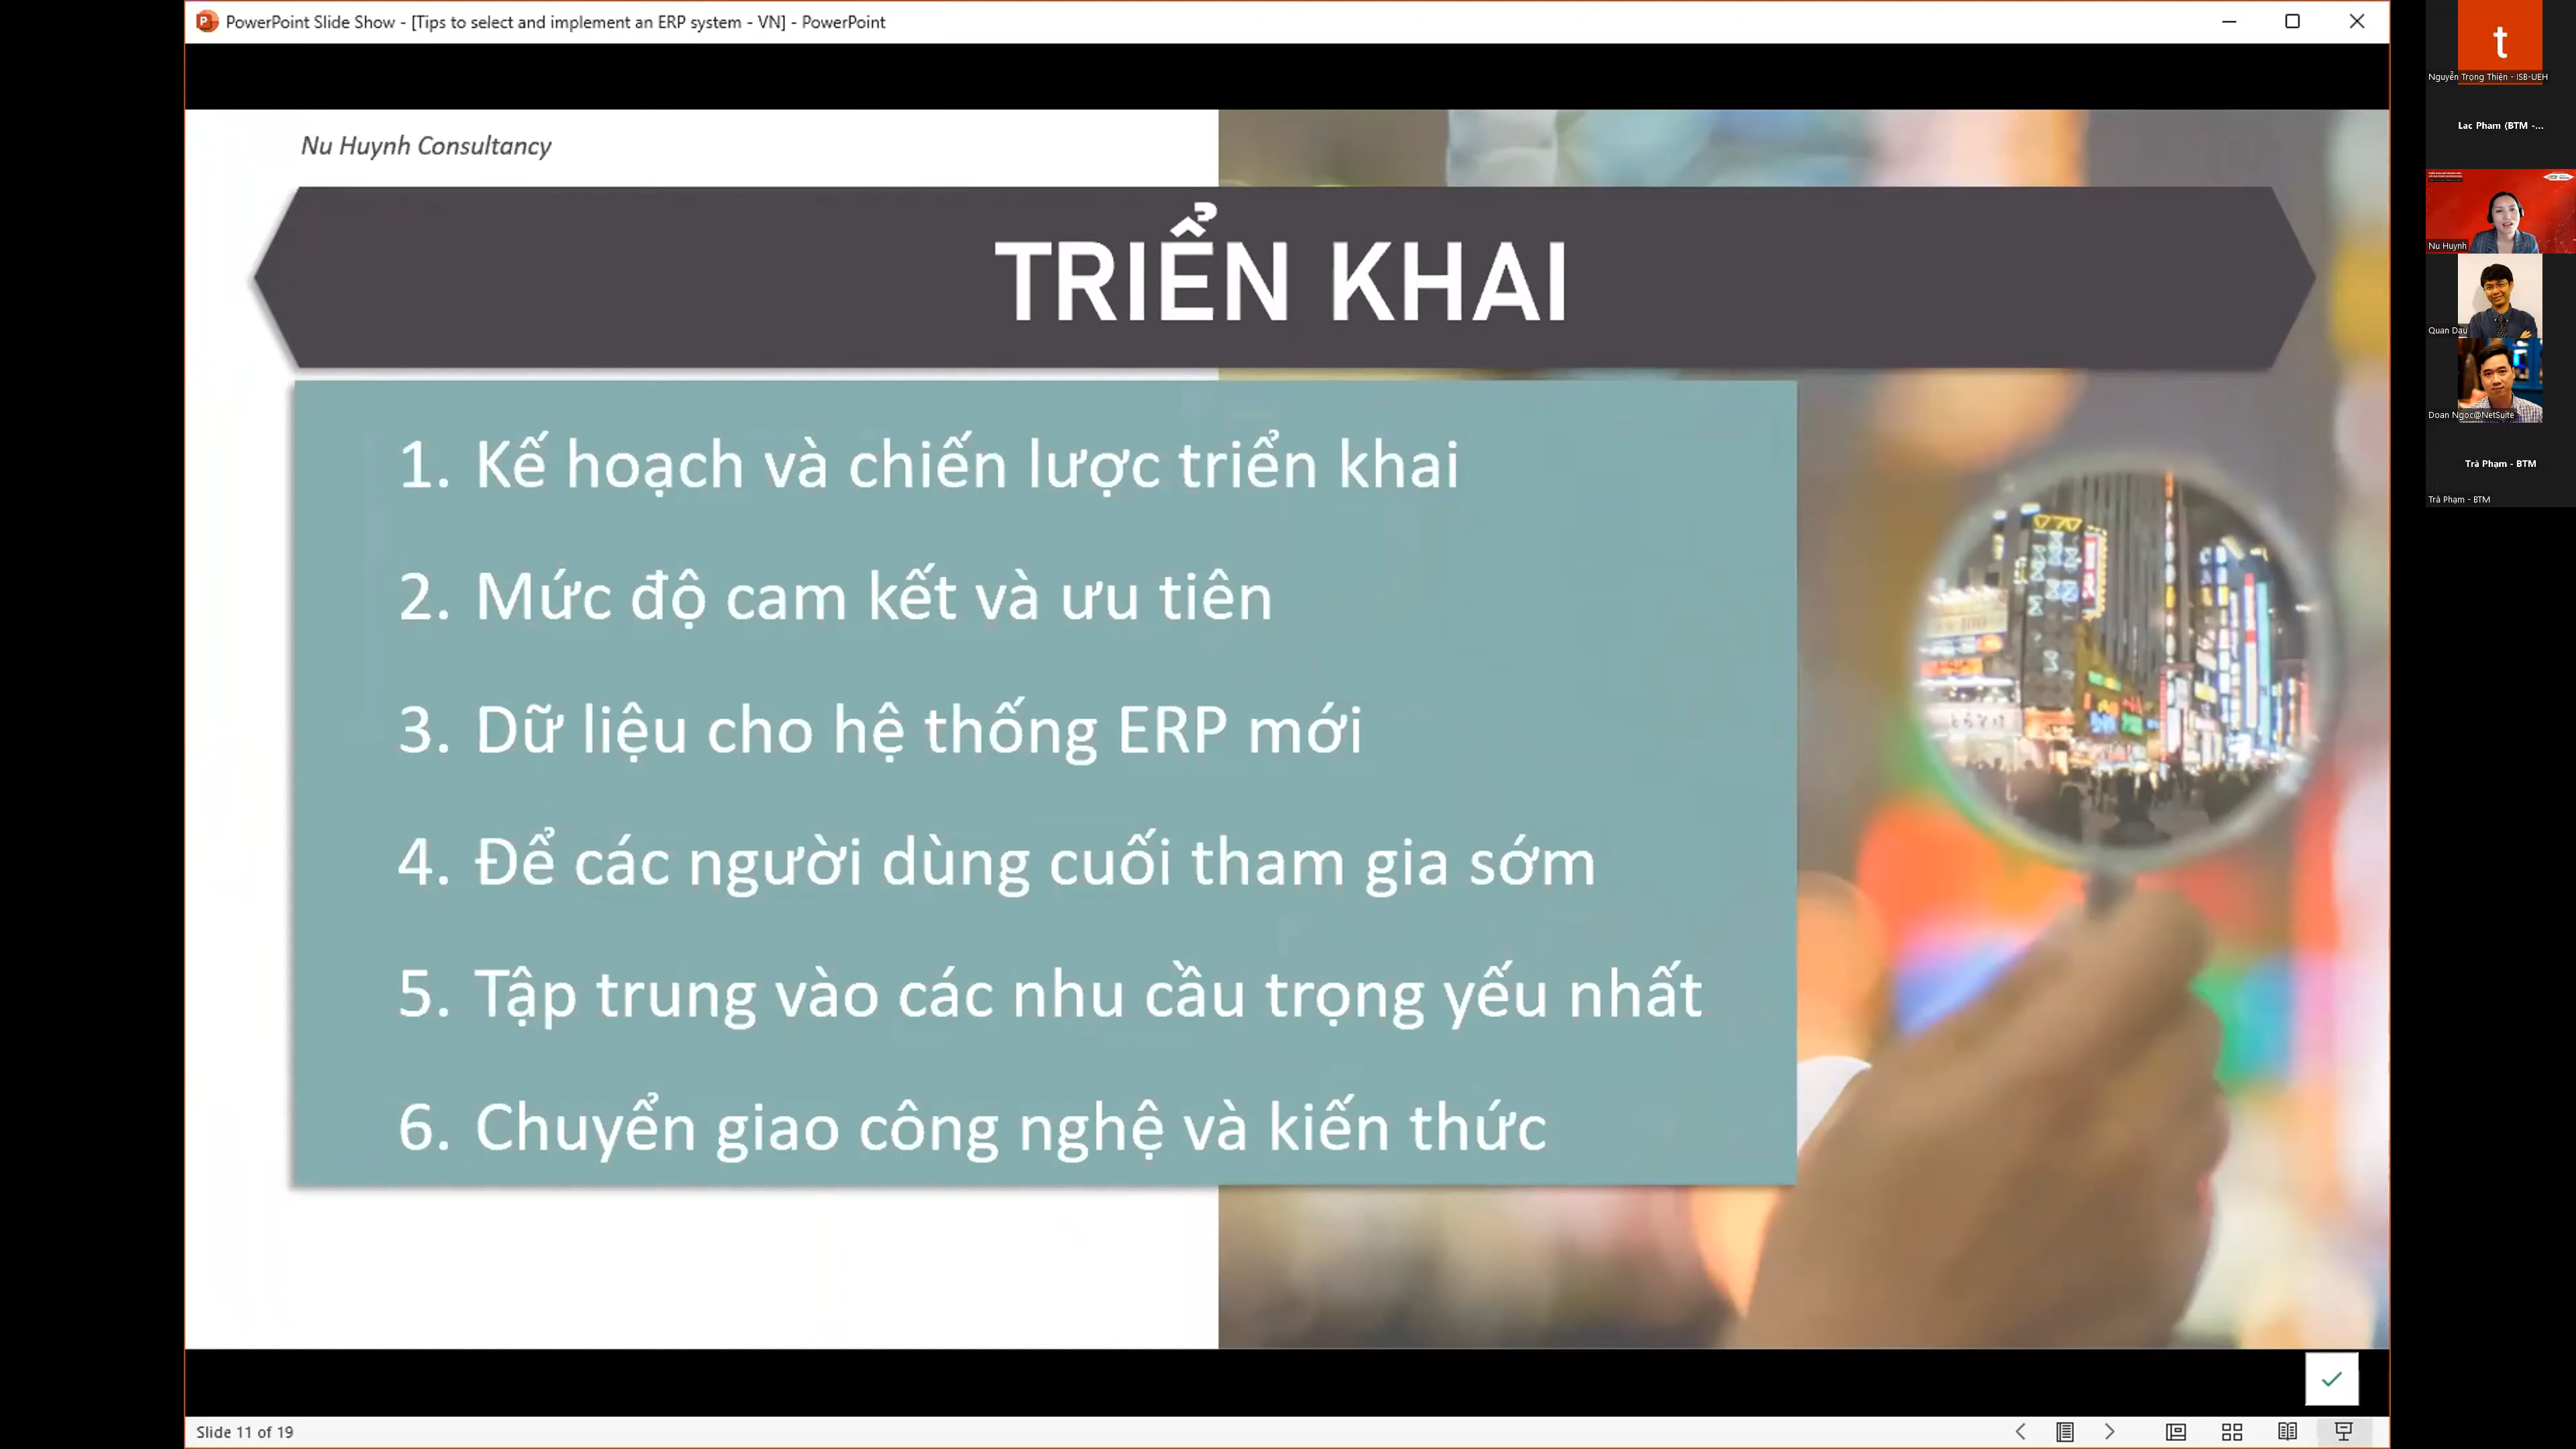 PowerPoint Slide Show - [Tips to select and implement an ERP system - VN] - PowerPoint
Nu Huynh Consultancy
TRIỂN KHAI
1. Kế hoạch và chiến lược triển khai
2. Mức độ cam kết và ưu tiên
3. Dữ liệu cho hệ thống ERP mới
4. Để các người dùng cuối tham gia sớm
5. Tập trung vào các nhu cầu trọng yếu nhất
6. Chuyển giao công nghệ và kiến thức
Slide 11 of 19
t
Nguyễn Trọng Thiện - ISB-UEH
Lac Pham (BTM -...
Nu Huynh
Quan Dau
Doan Ngoc@NetSuite
Trà Phạm - BTM
Trà Phạm - BTM